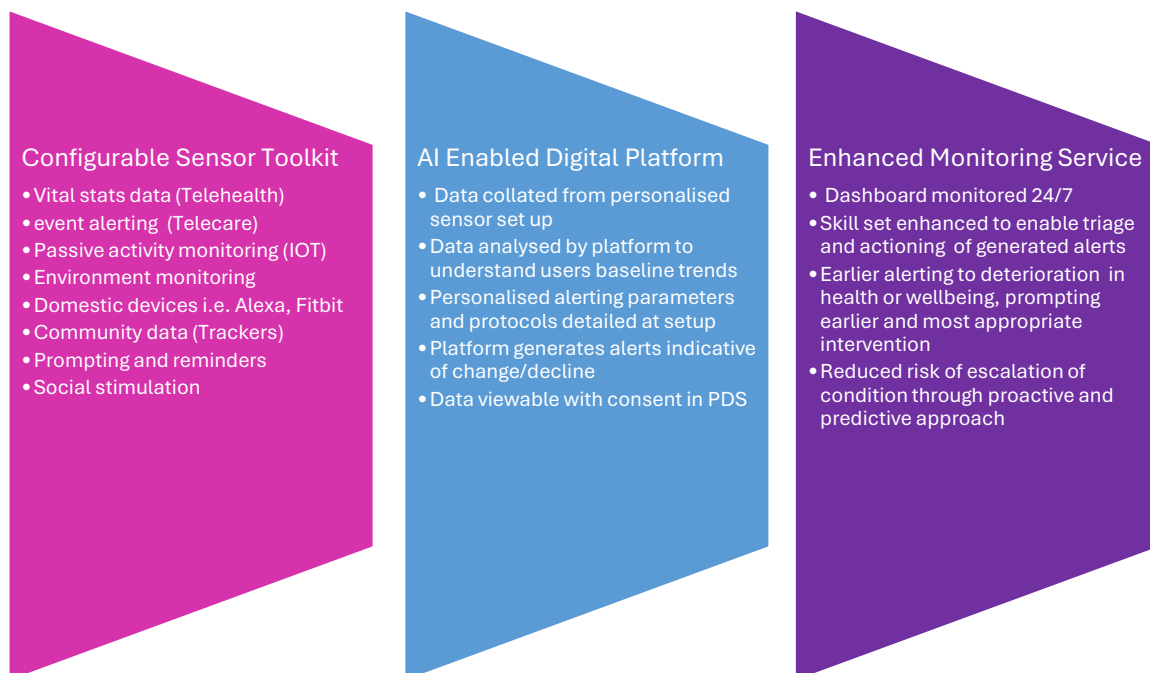 Configurable Sensor Toolkit
• Vital stats data (Telehealth)
• event alerting (Telecare)
• Passive activity monitoring (IOT)
• Environment monitoring
• Domestic devices i.e. Alexa, Fitbit
• Community data (Trackers)
• Prompting and reminders
• Social stimulation
AI Enabled Digital Platform
• Data collated from personalised
sensor set up
• Data analysed by platform to
understand users baseline trends
• Personalised alerting parameters
and protocols detailed at setup
• Platform generates alerts indicative
of change/decline
• Data viewable with consent in PDS
Enhanced Monitoring Service
• Dashboard monitored 24/7
• Skill set enhanced to enable triage
and actioning of generated alerts
• Earlier alerting to deterioration in
health or wellbeing, prompting
earlier and most appropriate
intervention
• Reduced risk of escalation of
condition through proactive and
predictive approach